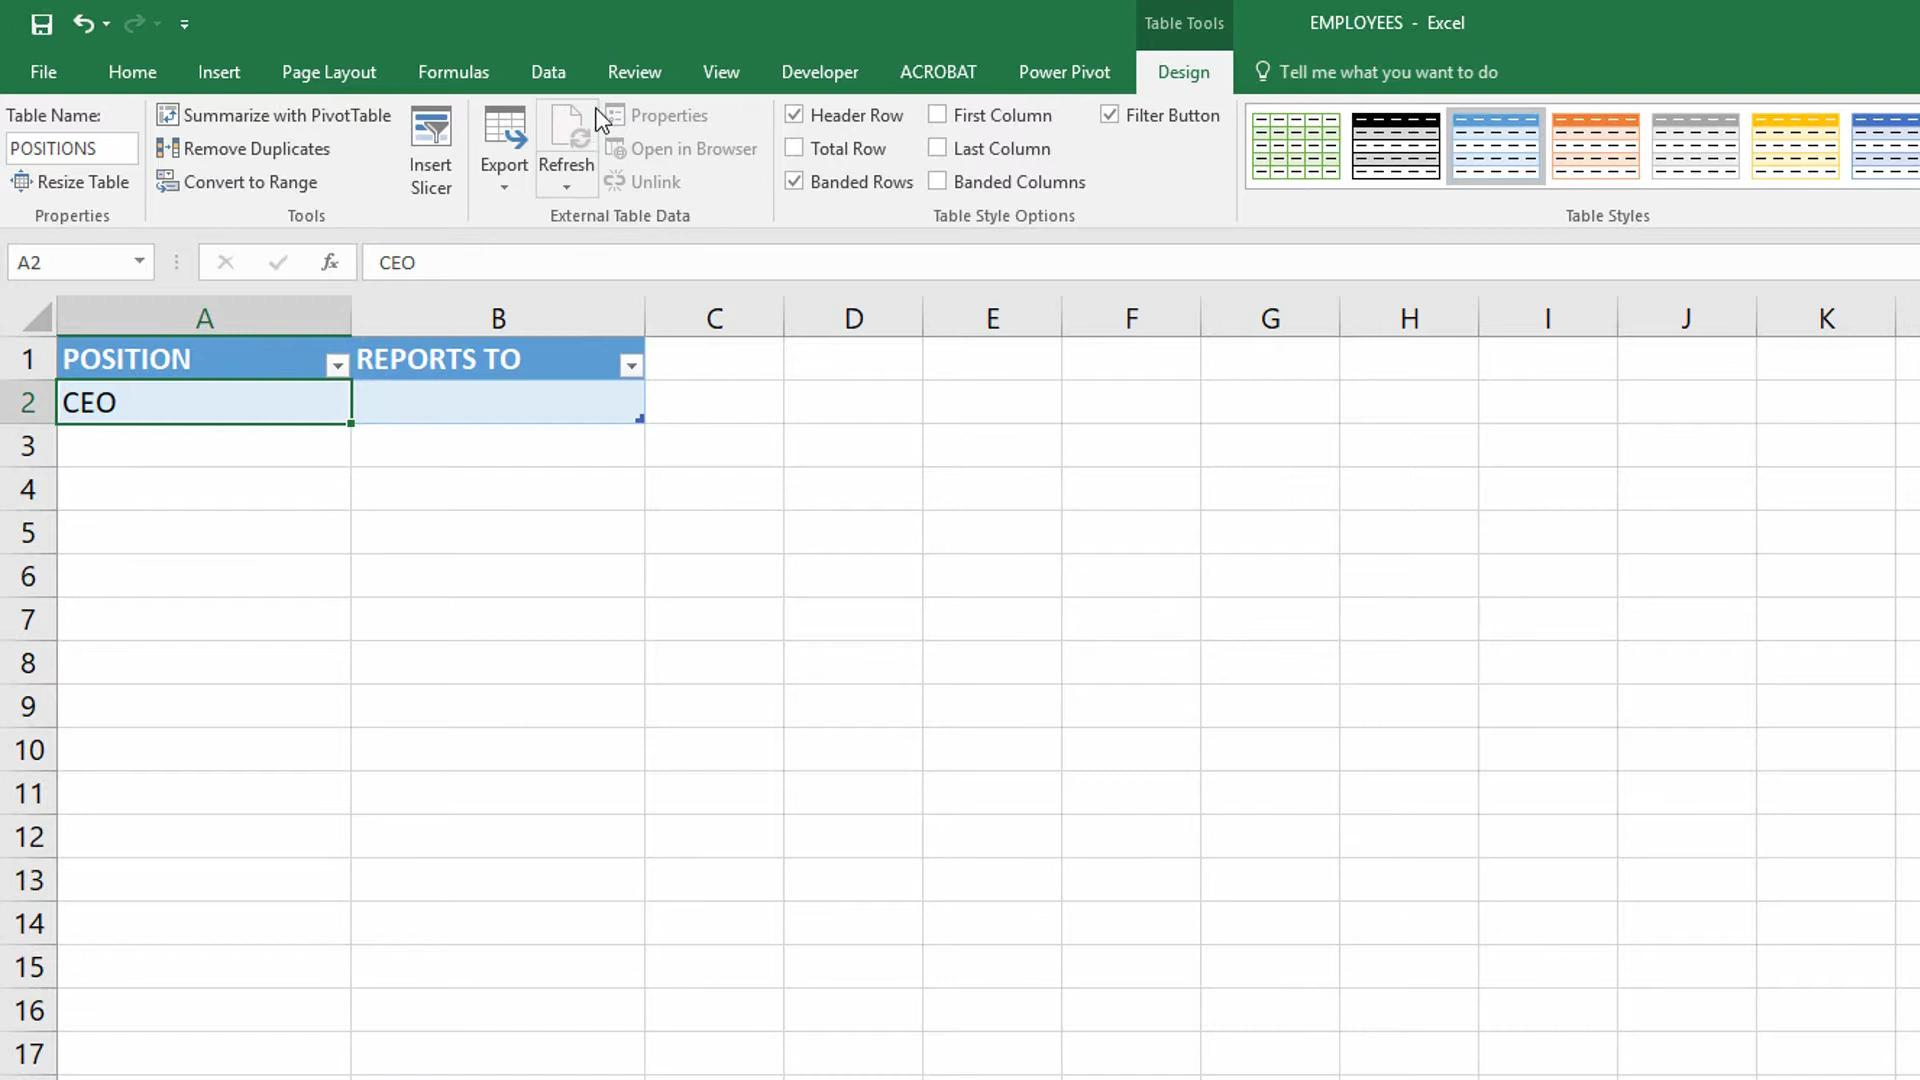 Table Tools
EMPLOYEES - Excel
File Home Insert Page Layout Formulas Data Review View Developer ACROBAT Power Pivot Design Tell me what you want to do
Table Name:
POSITIONS
Resize Table
Properties
Summarize with PivotTable
Remove Duplicates
Convert to Range
Tools
Insert
Slicer
Export
Refresh
Properties
Open in Browser
Unlink
External Table Data
Header Row
Total Row
Banded Rows
First Column
Last Column
Banded Columns
Filter Button
Table Style Options
Table Styles
A2
fx
CEO
A B C D E F G H I J K
1 POSITION REPORTS TO
2 CEO
3
4
5
6
7
8
9
10
11
12
13
14
15
16
17